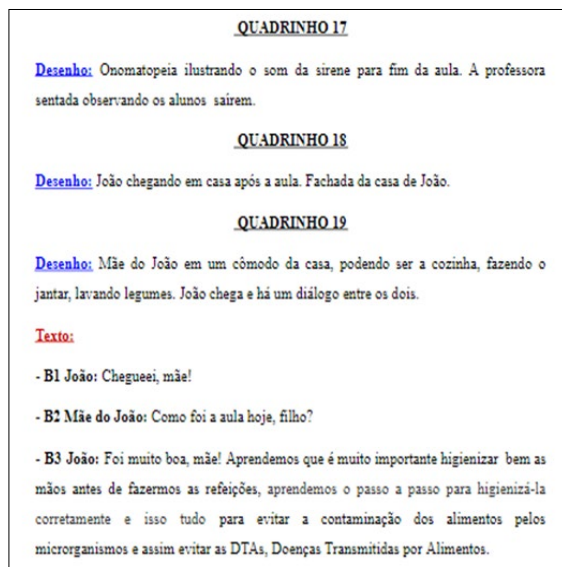 QUADRINHO 17
Desenho: Onomatopeia ilustrando o som da sirene para fim da aula. A professora
sentada observando os alunos saírem.
QUADRINHO 18
Desenho: João chegando em casa após a aula. Fachada da casa de João.
QUADRINHO 19
Desenho: Mãe do João em um cômodo da casa, podendo ser a cozinha, fazendo o
jantar, lavando legumes. João chega e há um diálogo entre os dois.
Texto:
- B1 João: Chegueei, mãe!
- B2 Mãe do João: Como foi a aula hoje, filho?
- B3 João: Foi muito boa, mãe! Aprendemos que é muito importante higienizar bem as
mãos antes de fazermos as refeições, aprendemos o passo a passo para higienizá-la
corretamente e isso tudo para evitar a contaminação dos alimentos pelos
microrganismos e assim evitar as DTAs, Doenças Transmitidas por Alimentos.